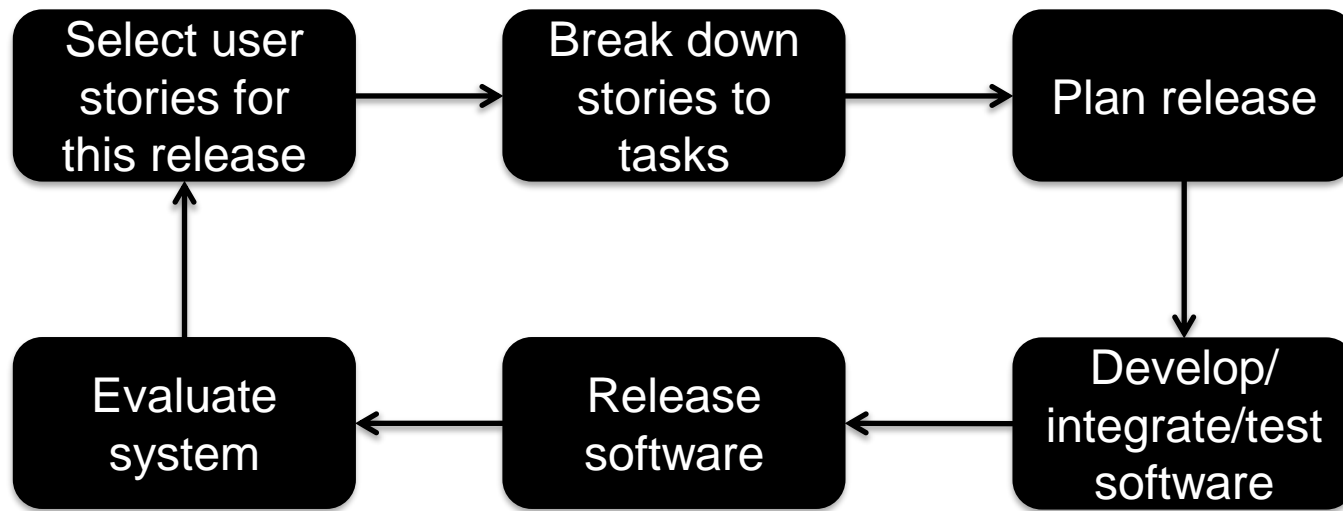 Select user
stories for
this release
Break down
stories to
tasks
Plan release
Evaluate
system
Release
software
Develop/
integrate/test
software